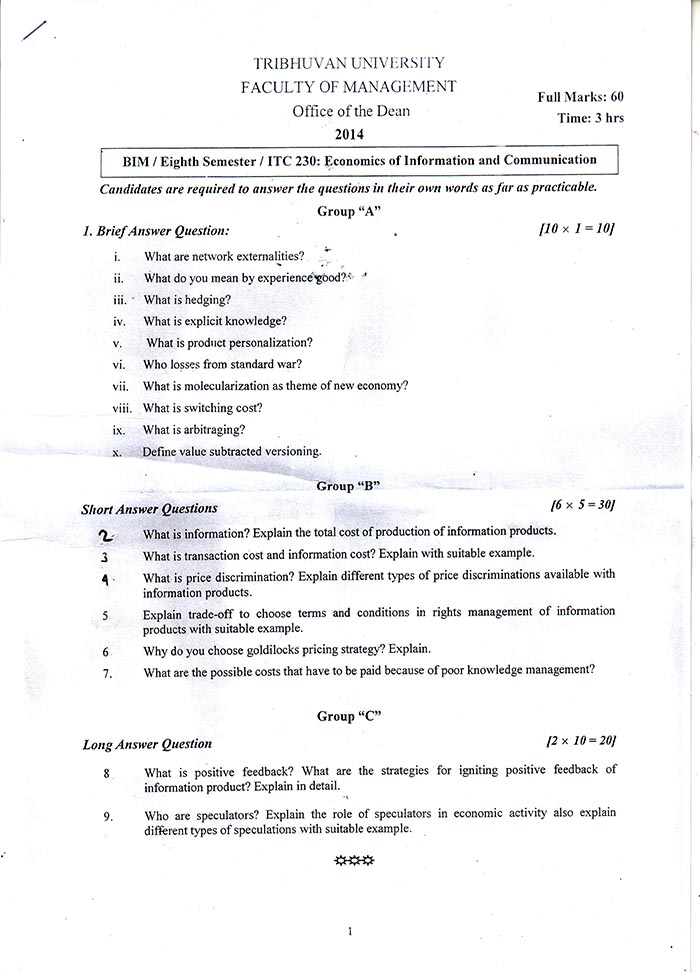 TRIBHUVAN UNIVERSITY
FACULTY OF MANAGEMENT
Office of the Dean
2014
Full Marks: 60
Time: 3 hrs
BIM / Eighth Semester / ITC 230: Economics of Information and Communication
Candidates are required to answer the questions in their own words as far as practicable.
Group “A”
1. Brief Answer Question: [10 × 1 = 10]
i. What are network externalities?
ii. What do you mean by experience good?
iii. What is hedging?
iv. What is explicit knowledge?
v. What is product personalization?
vi. Who losses from standard war?
vii. What is molecularization as theme of new economy?
viii. What is switching cost?
ix. What is arbitraging?
x. Define value subtracted versioning.
Group “B”
Short Answer Questions [6 × 5 = 30]
2. What is information? Explain the total cost of production of information products.
3 What is transaction cost and information cost? Explain with suitable example.
4. What is price discrimination? Explain different types of price discriminations available with
information products.
5 Explain trade-off to choose terms and conditions in rights management of information
products with suitable example.
6 Why do you choose goldilocks pricing strategy? Explain.
7. What are the possible costs that have to be paid because of poor knowledge management?
Group “C”
Long Answer Question [2 × 10 = 20]
8 What is positive feedback? What are the strategies for igniting positive feedback of
information product? Explain in detail.
9. Who are speculators? Explain the role of speculators in economic activity also explain
different types of speculations with suitable example.
1